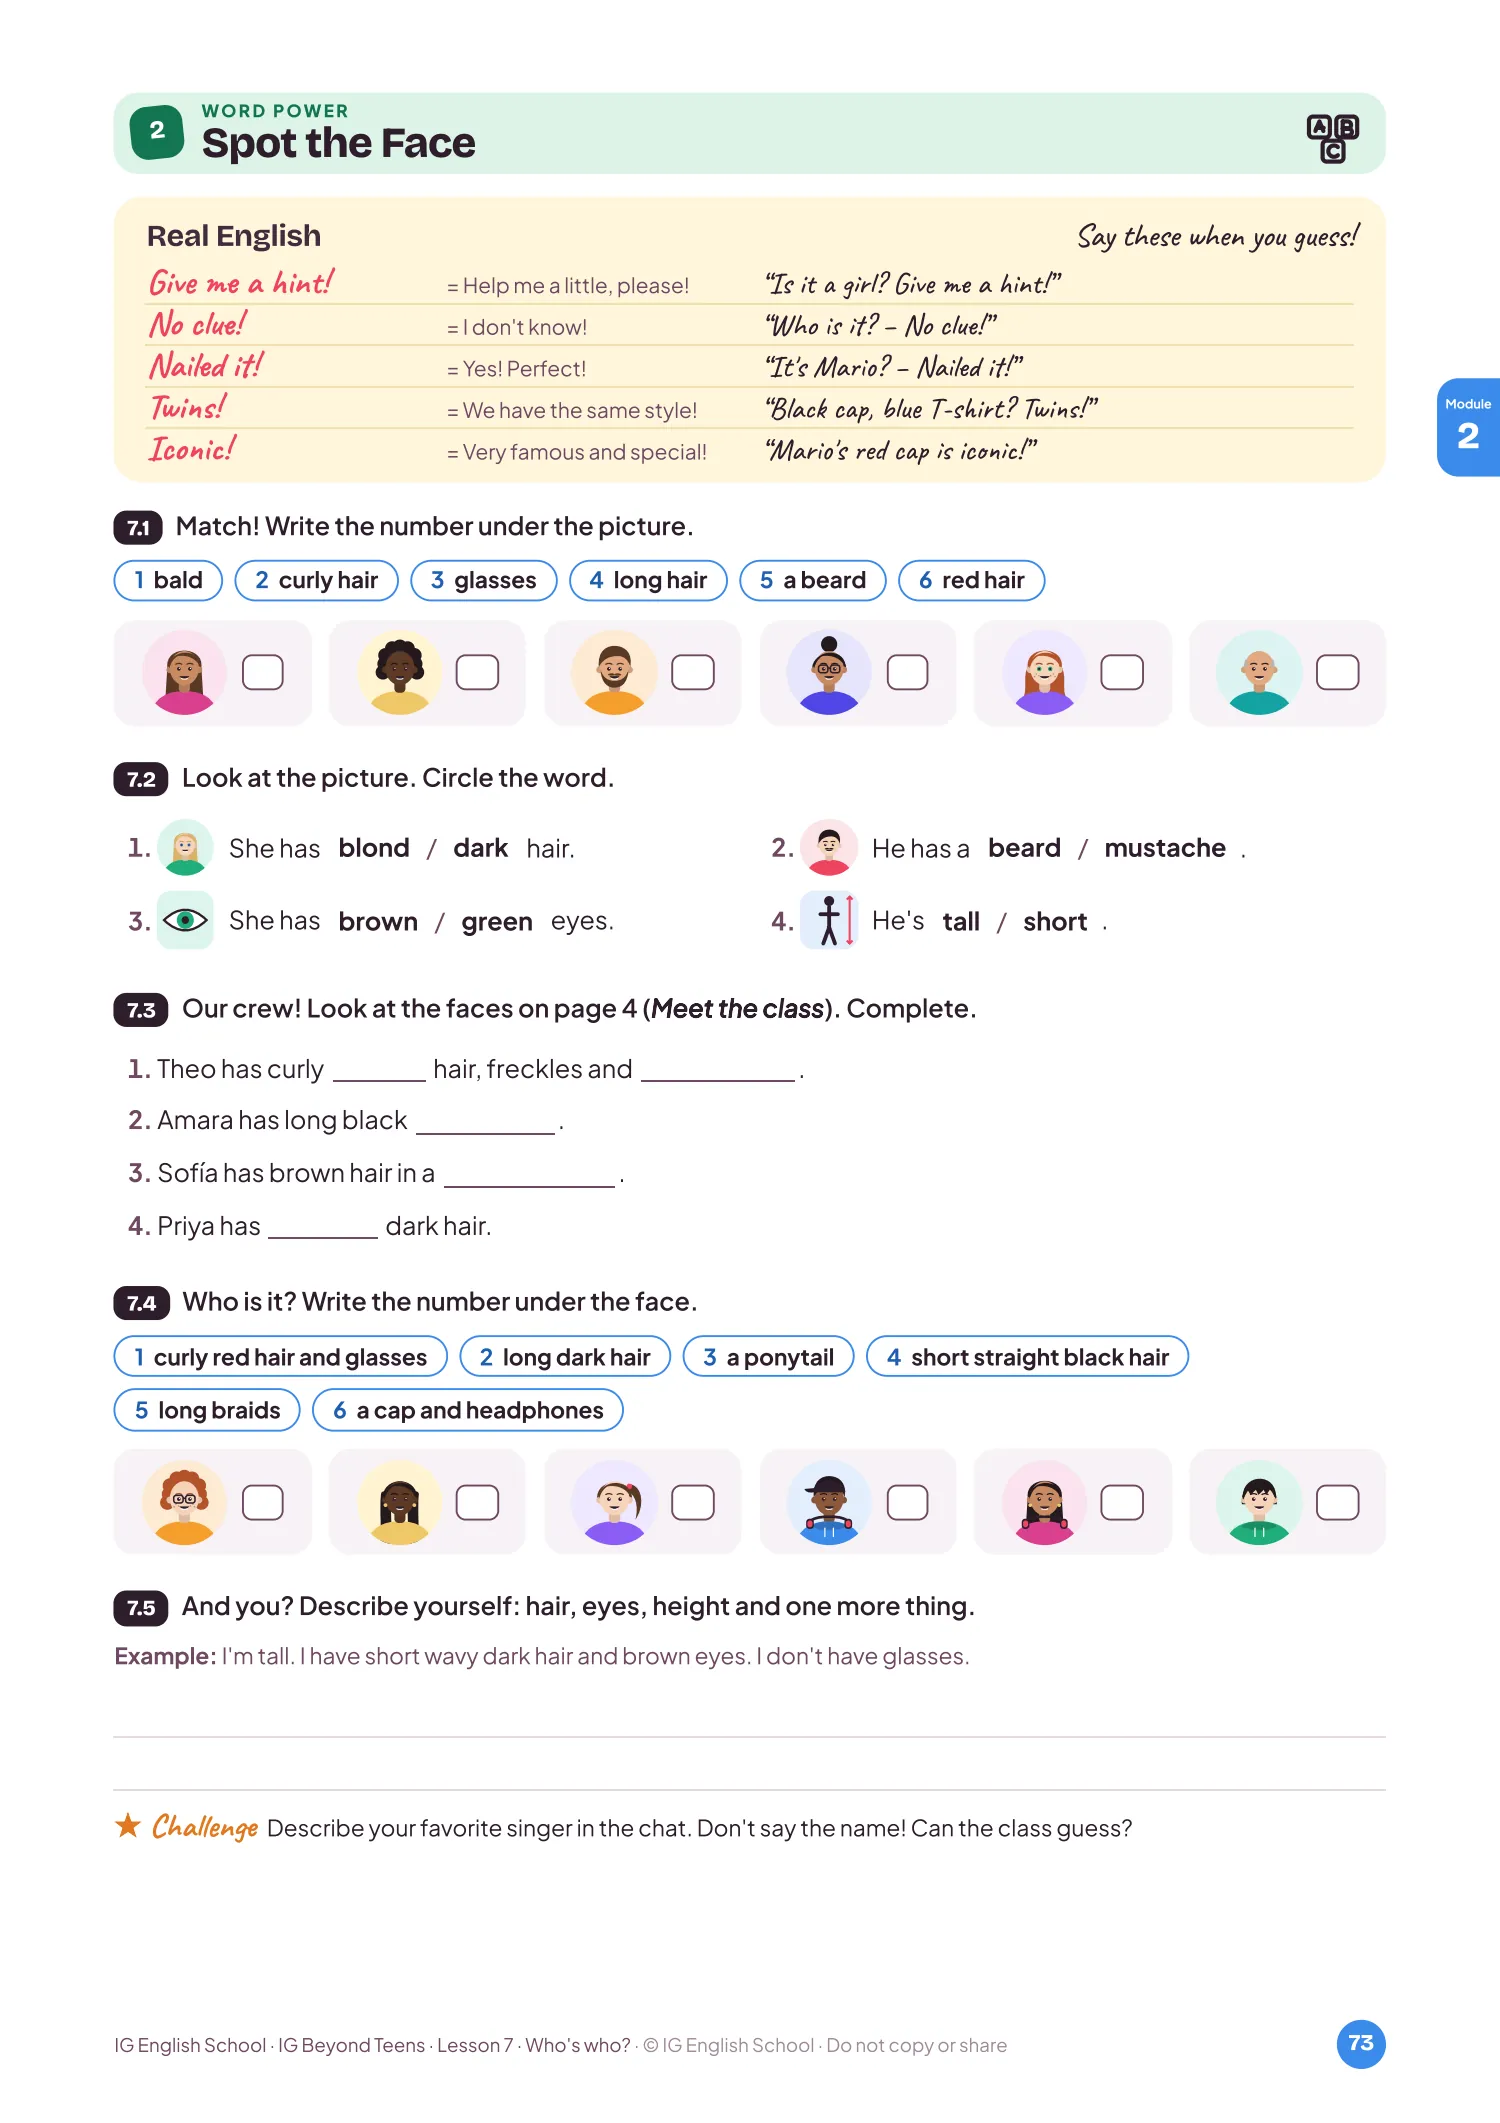 2
WORD POWER
Spot the Face
A B C
Real English
Say these when you guess!
Give me a hint! = Help me a little, please! “Is it a girl? Give me a hint!”
No clue! = I don't know! “Who is it? – No clue!”
Nailed it! = Yes! Perfect! “It's Mario? – Nailed it!”
Twins! = We have the same style! “Black cap, blue T-shirt? Twins!”
Iconic! = Very famous and special! “Mario's red cap is iconic!”
Module
2
7.1 Match! Write the number under the picture.
1 bald 2 curly hair 3 glasses 4 long hair 5 a beard 6 red hair
7.2 Look at the picture. Circle the word.
1. She has blond / dark hair. 2. He has a beard / mustache .
3. She has brown / green eyes. 4. He's tall / short .
7.3 Our crew! Look at the faces on page 4 (Meet the class). Complete.
1. Theo has curly ______ hair, freckles and __________ .
2. Amara has long black _________ .
3. Sofía has brown hair in a ___________ .
4. Priya has _______ dark hair.
7.4 Who is it? Write the number under the face.
1 curly red hair and glasses 2 long dark hair 3 a ponytail 4 short straight black hair
5 long braids 6 a cap and headphones
7.5 And you? Describe yourself: hair, eyes, height and one more thing.
Example: I'm tall. I have short wavy dark hair and brown eyes. I don't have glasses.
★ Challenge Describe your favorite singer in the chat. Don't say the name! Can the class guess?
IG English School · IG Beyond Teens · Lesson 7 · Who's who? · © IG English School · Do not copy or share
73